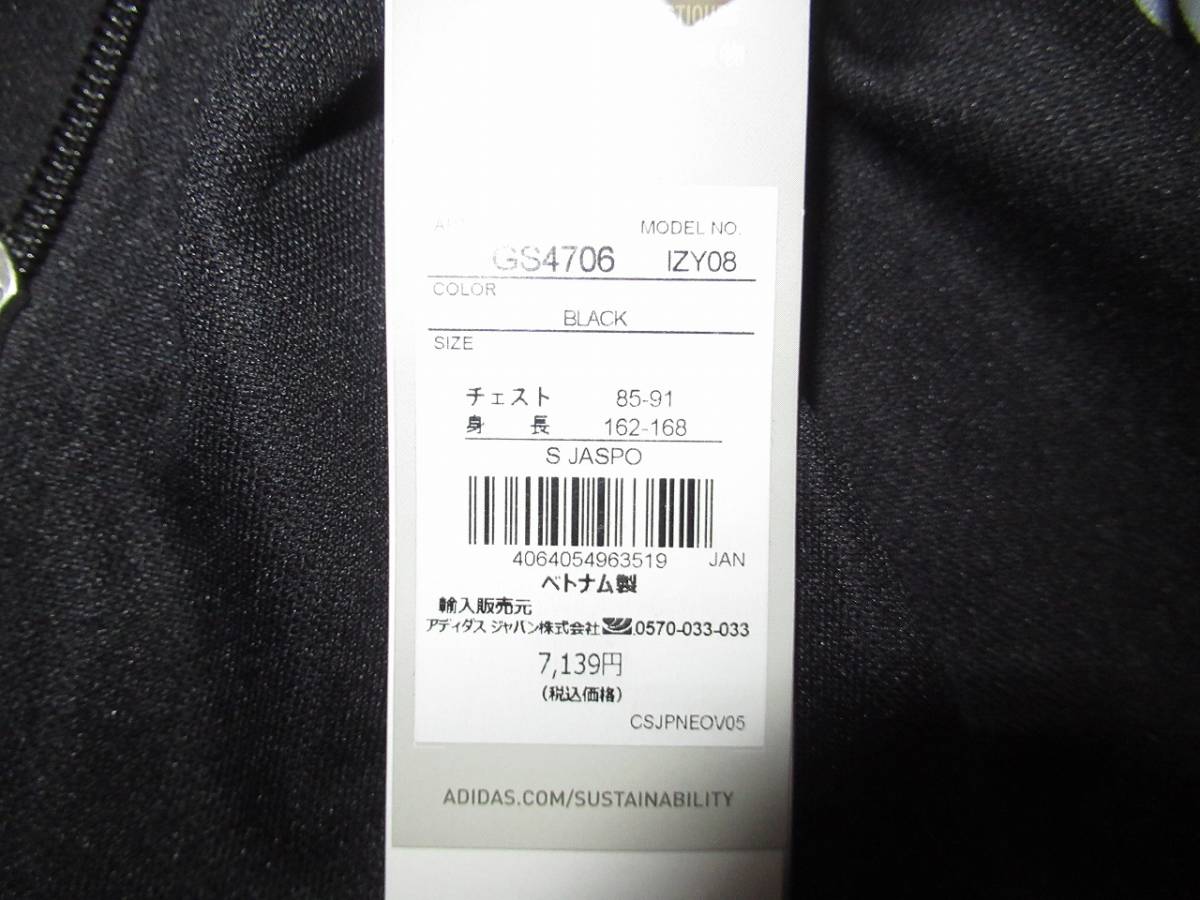 MODEL NO.
GS4706 IZY08
COLOR
BLACK
SIZE
チェスト 85-91
身長 162-168
S JASPO
4064054963519 JAN
ベトナム製
輸入販売元
アディダス ジャパン株式会社 0570-033-033
7,139円
(税込価格)
CSJPNEOV05
ADIDAS.COM/SUSTAINABILITY